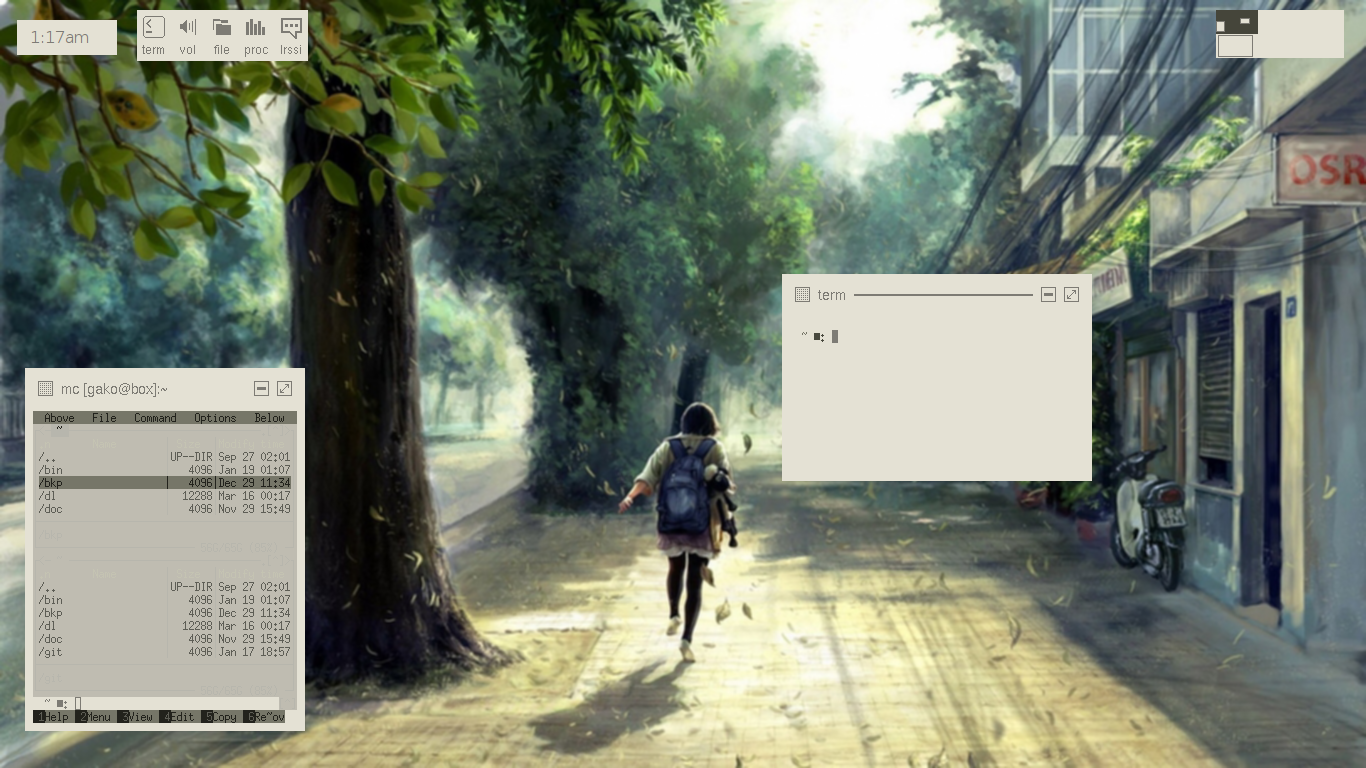 1:17am
term vol file proc Irssi
OSR
term
~ :
mc [gako@box]:~
Above File Command Options Below
~
/.. UP--DIR Sep 27 02:01
/bin 4096 Jan 19 01:07
/bkp 4096 Dec 29 11:34
/dl 12288 Mar 16 00:17
/doc 4096 Nov 29 15:49
/.. UP--DIR Sep 27 02:01
/bin 4096 Jan 19 01:07
/bkp 4096 Dec 29 11:34
/dl 12288 Mar 16 00:17
/doc 4096 Nov 29 15:49
/git 4096 Jan 17 18:57
~ :
1Help 2Menu 3View 4Edit 5Copy 6Re~ov